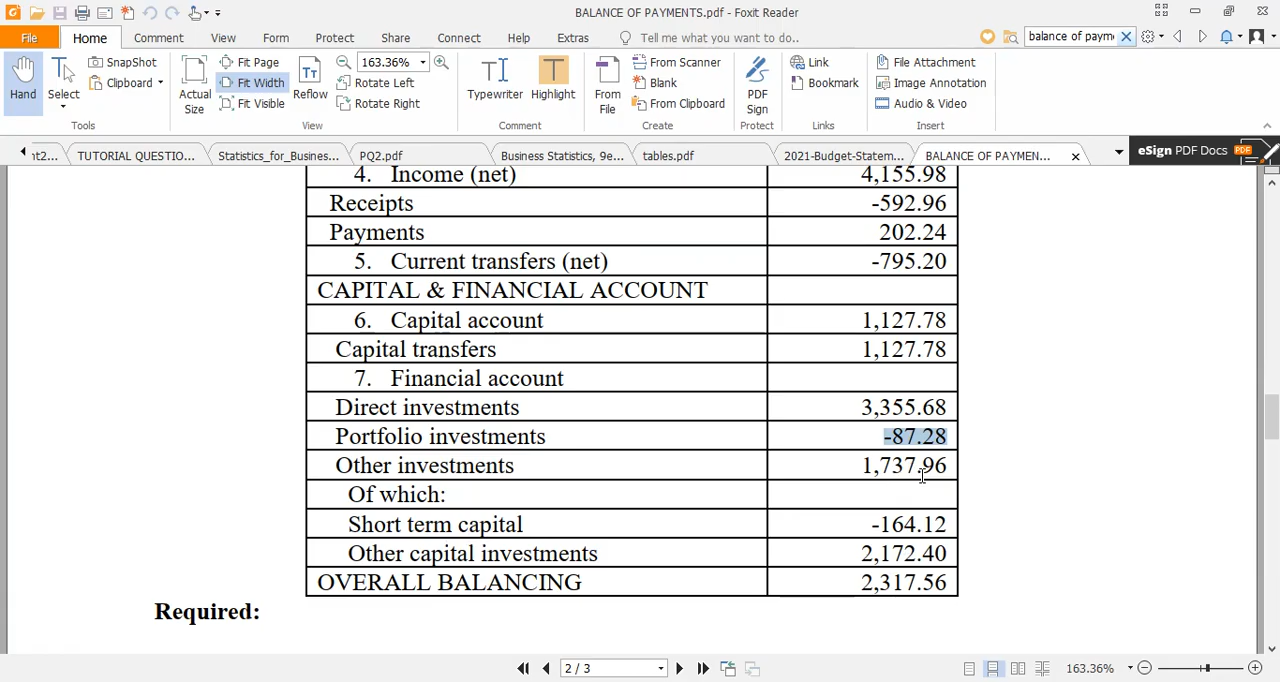 BALANCE OF PAYMENTS.pdf - Foxit Reader
File Home Comment View Form Protect Share Connect Help Extras Tell me what you want to do.. balance of paym
Hand Select SnapShot Clipboard Actual Size Fit Page Fit Width Fit Visible Reflow 163.36% Rotate Left Rotate Right Typewriter Highlight From File From Scanner Blank From Clipboard PDF Sign Link Bookmark File Attachment Image Annotation Audio & Video
Tools View Comment Create Protect Links Insert
nt2... TUTORIAL QUESTIO... Statistics_for_Busines... PQ2.pdf Business Statistics, 9e... tables.pdf 2021-Budget-Statem... BALANCE OF PAYMEN... eSign PDF Docs PDF
4. Income (net) 4,155.98
Receipts -592.96
Payments 202.24
5. Current transfers (net) -795.20
CAPITAL & FINANCIAL ACCOUNT
6. Capital account 1,127.78
Capital transfers 1,127.78
7. Financial account
Direct investments 3,355.68
Portfolio investments -87.28
Other investments 1,737.96
Of which:
Short term capital -164.12
Other capital investments 2,172.40
OVERALL BALANCING 2,317.56
Required:
2 / 3 163.36%